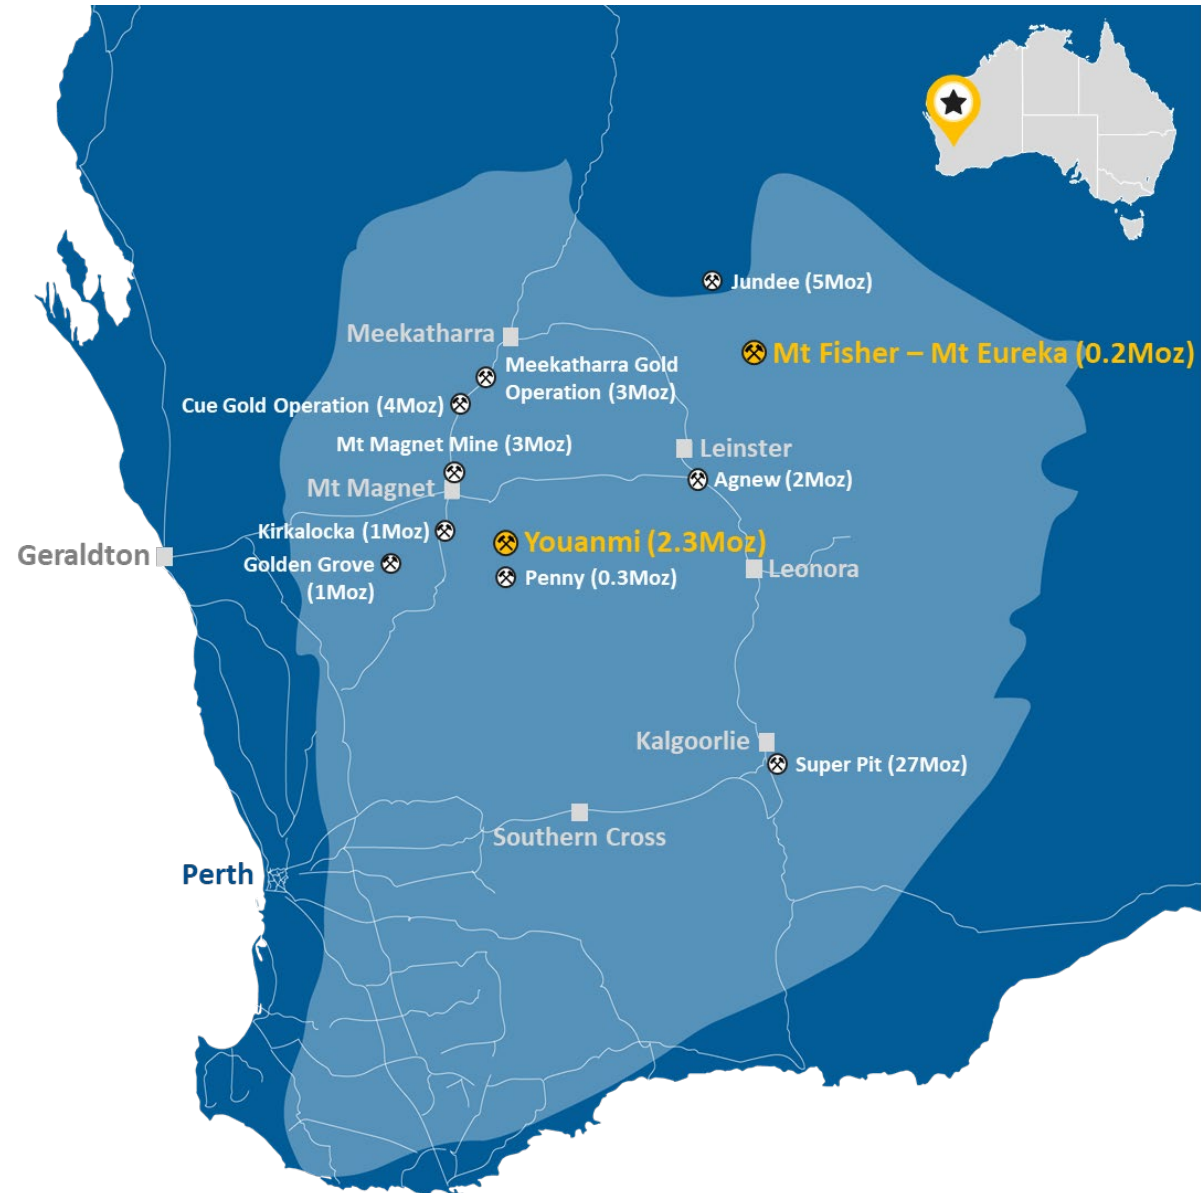 Jundee (5Moz)
Meekatharra
Mt Fisher – Mt Eureka (0.2Moz)
Meekatharra Gold
Operation (3Moz)
Cue Gold Operation (4Moz)
Mt Magnet Mine (3Moz)
Leinster
Agnew (2Moz)
Mt Magnet
Kirkalocka (1Moz)
Youanmi (2.3Moz)
Geraldton
Golden Grove
(1Moz)
Penny (0.3Moz)
Leonora
Kalgoorlie
Super Pit (27Moz)
Southern Cross
Perth